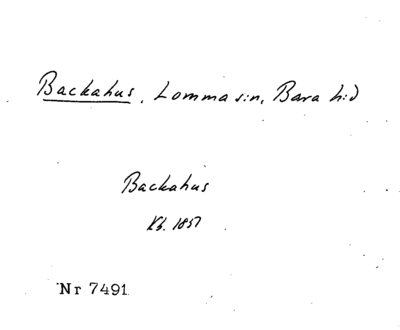 Backahus, Lomma s:n, Bara h:d
Backahus
Kb. 1857
Nr 7491